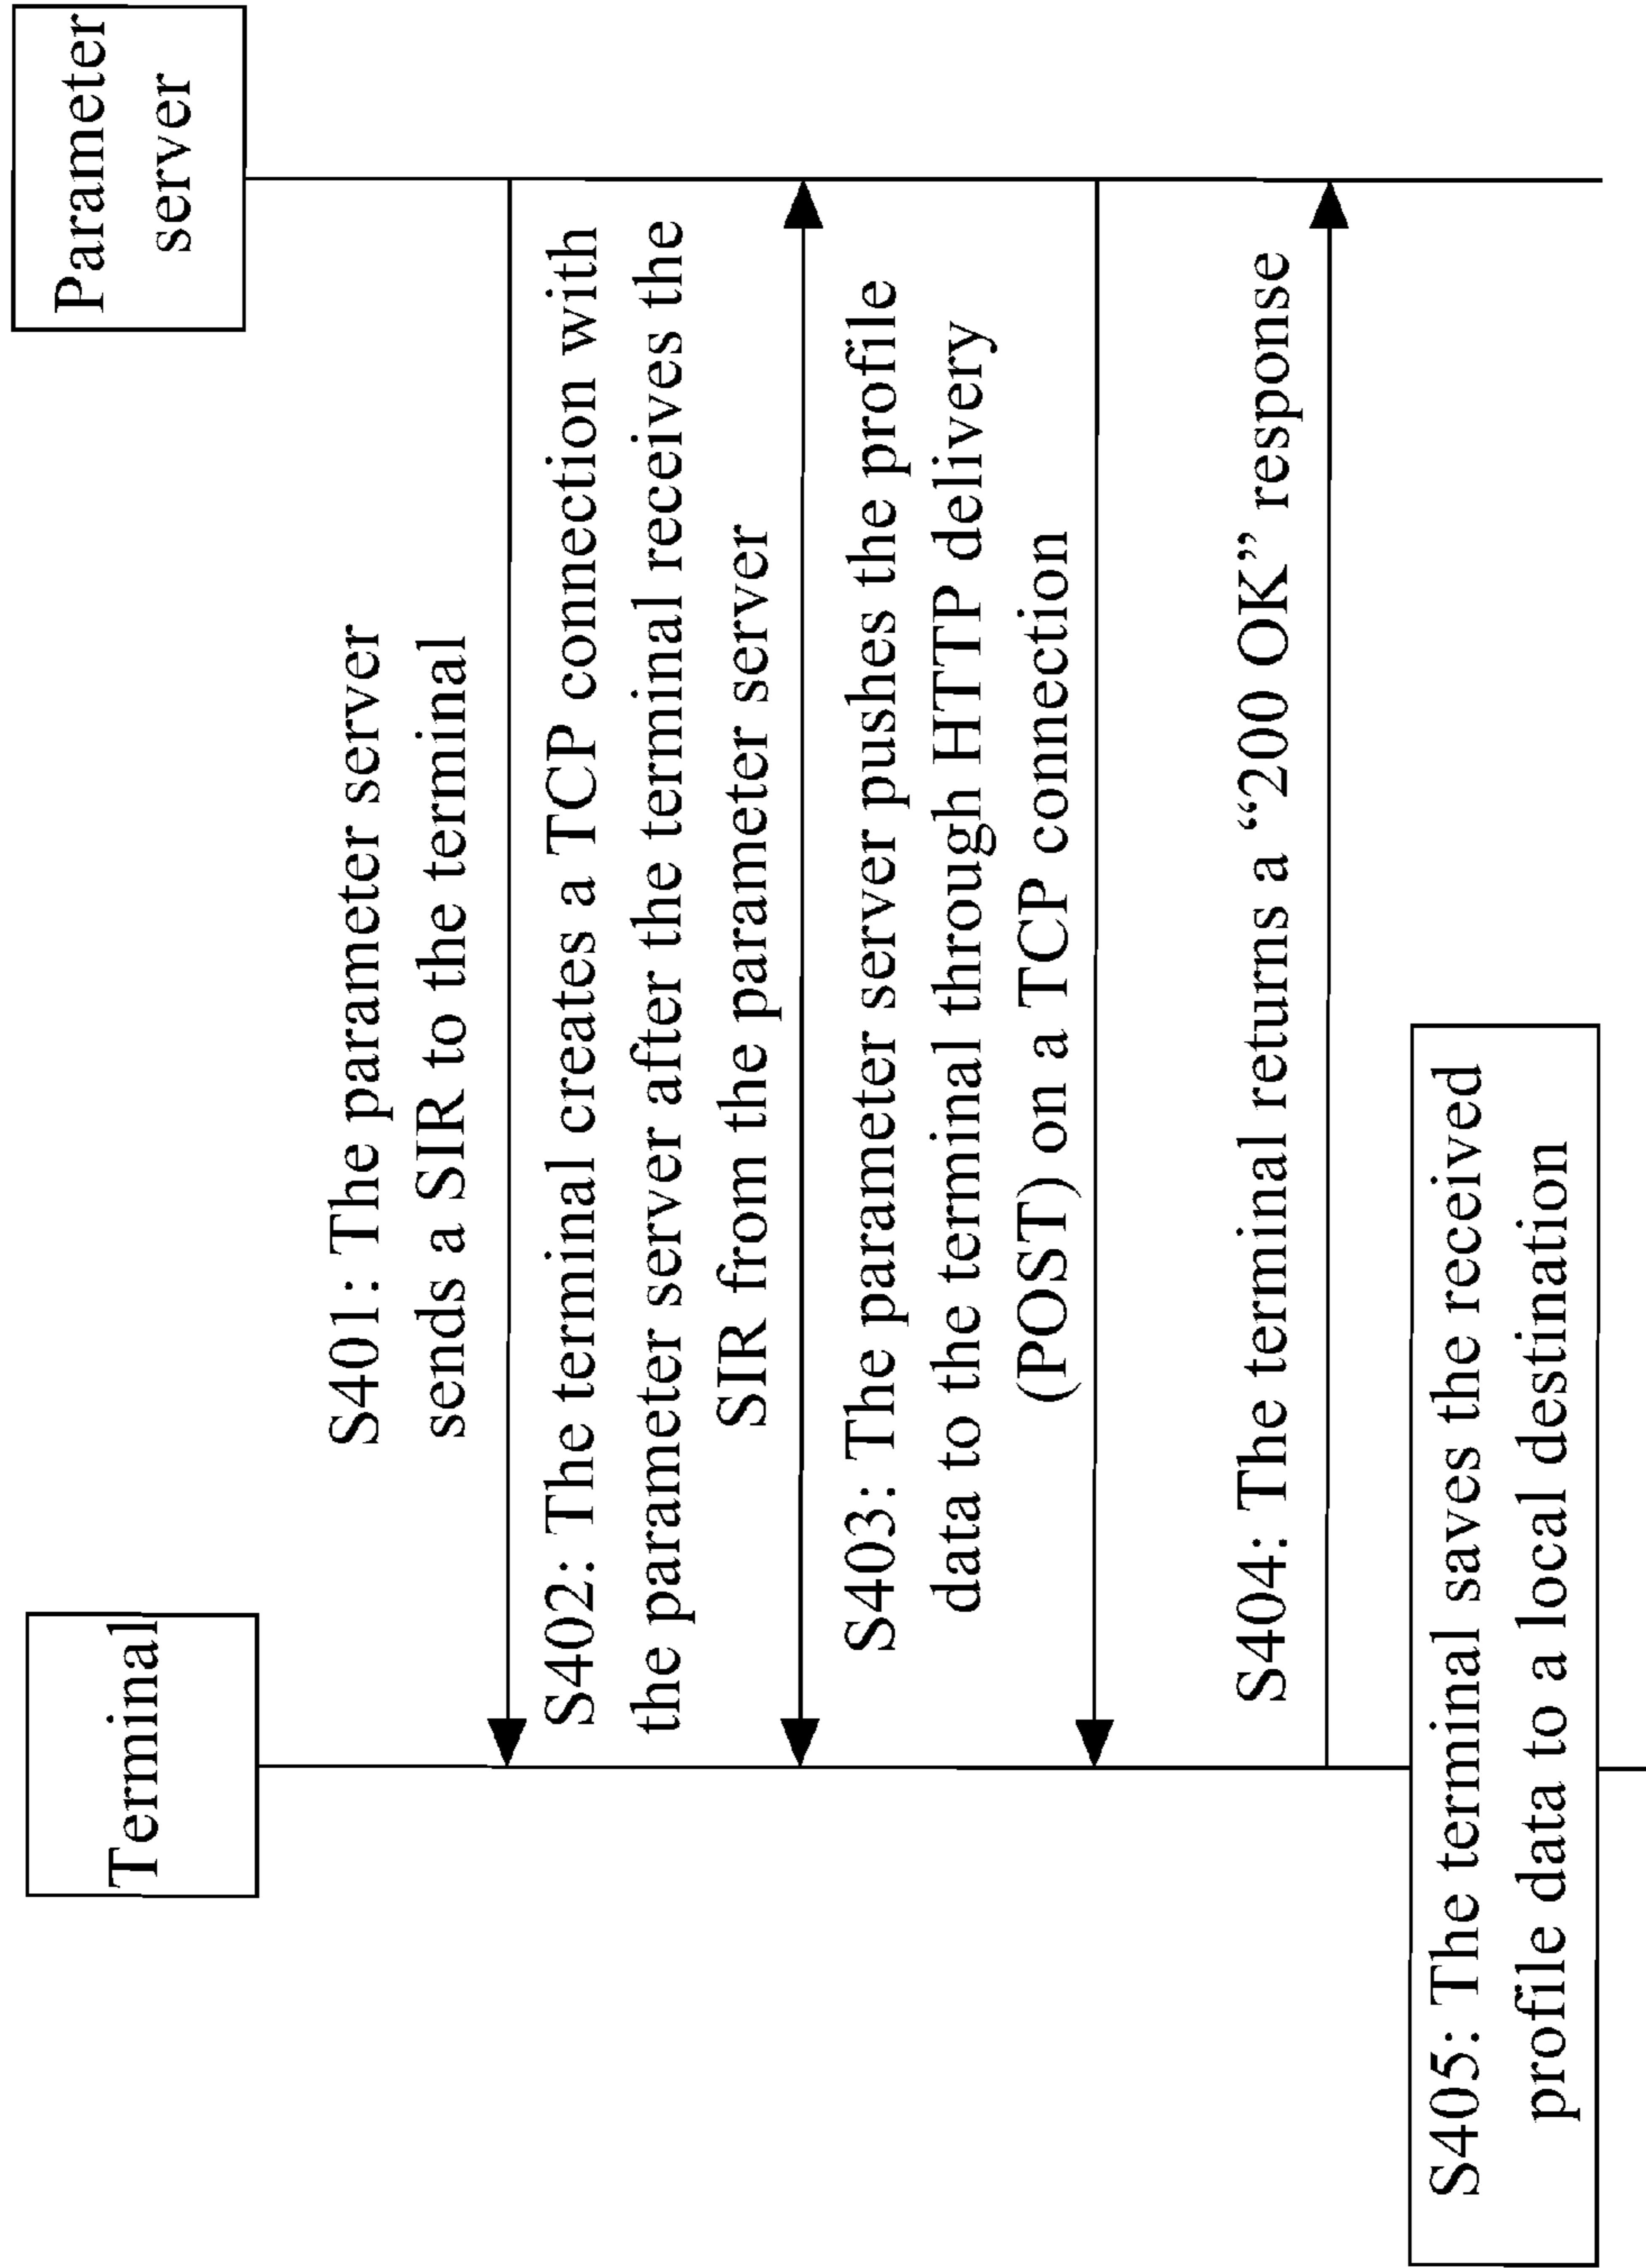 Terminal
Parameter
server
S401: The parameter server
sends a SIR to the terminal
S402: The terminal creates a TCP connection with
the parameter server after the terminal receives the
SIR from the parameter server
S403: The parameter server pushes the profile
data to the terminal through HTTP delivery
(POST) on a TCP connection
S404: The terminal returns a “200 OK” response
S405: The terminal saves the received
profile data to a local destination